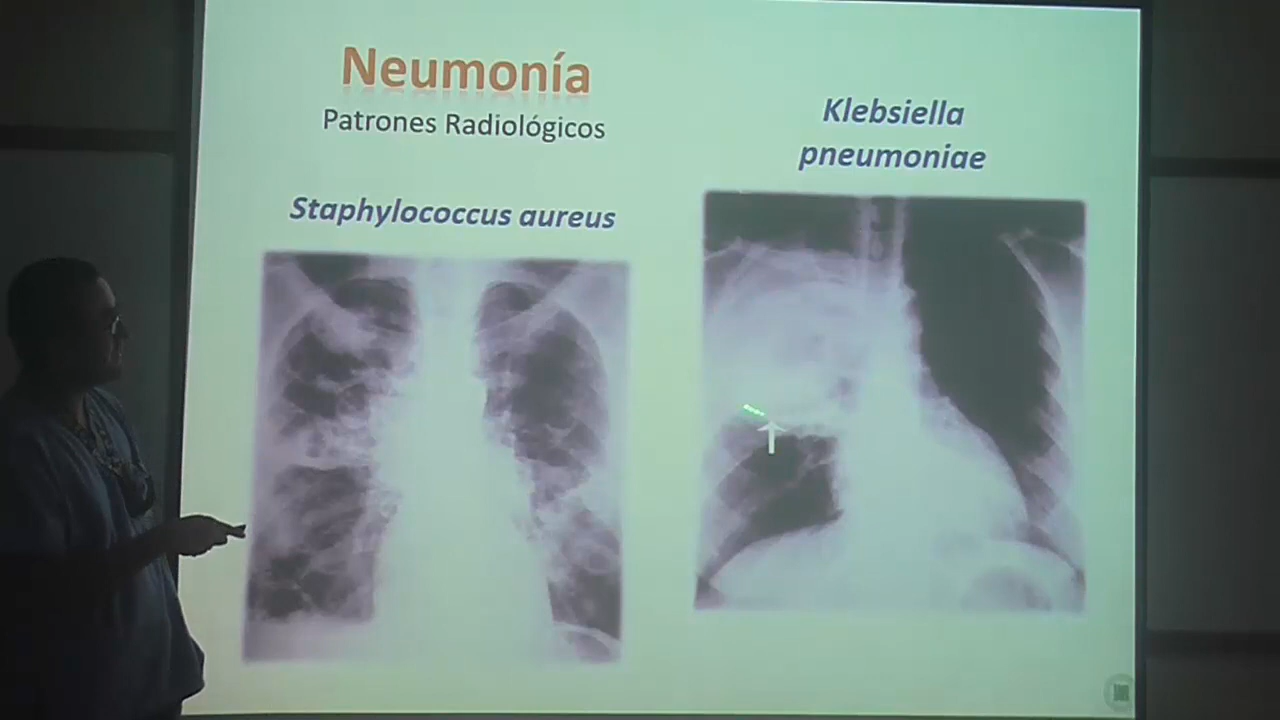 Neumonía
Patrones Radiológicos
Staphylococcus aureus
Klebsiella
pneumoniae